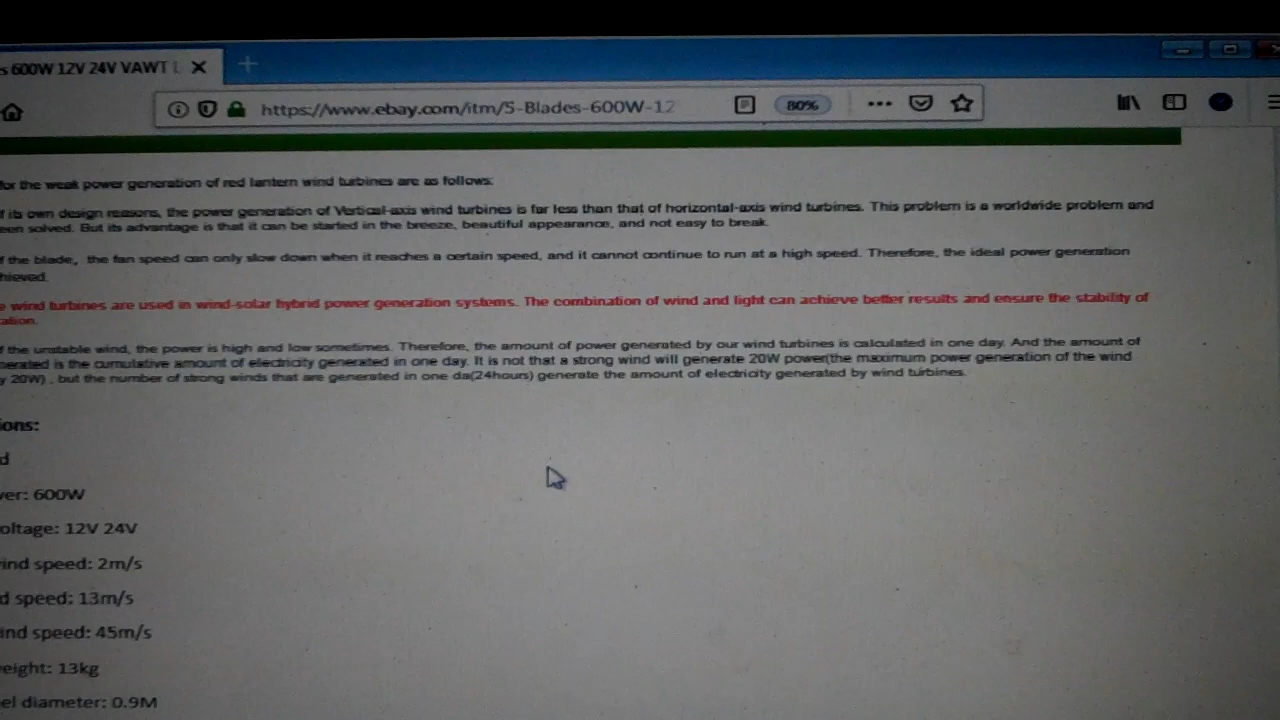 s 600W 12V 24V VAWT L
https://www.ebay.com/itm/5-Blades-600W-12
80%
for the weak power generation of red lantern wind turbines are as follows:
f its own design reasons, the power generation of Vertical-axis wind turbines is far less than that of horizontal-axis wind turbines. This problem is a worldwide problem and
een solved. But its advantage is that it can be started in the breeze, beautiful appearance, and not easy to break.
f the blade, the fan speed can only slow down when it reaches a certain speed, and it cannot continue to run at a high speed. Therefore, the ideal power generation
hieved.
e wind turbines are used in wind-solar hybrid power generation systems. The combination of wind and light can achieve better results and ensure the stability of
ation.
f the unstable wind, the power is high and low sometimes. Therefore, the amount of power generated by our wind turbines is calculated in one day. And the amount of
nerated is the cumulative amount of electricity generated in one day. It is not that a strong wind will generate 20W power(the maximum power generation of the wind
y 20W) , but the number of strong winds that are generated in one da(24hours) generate the amount of electricity generated by wind turbines.
ions:
d
ver: 600W
oltage: 12V 24V
ind speed: 2m/s
d speed: 13m/s
ind speed: 45m/s
eight: 13kg
el diameter: 0.9M